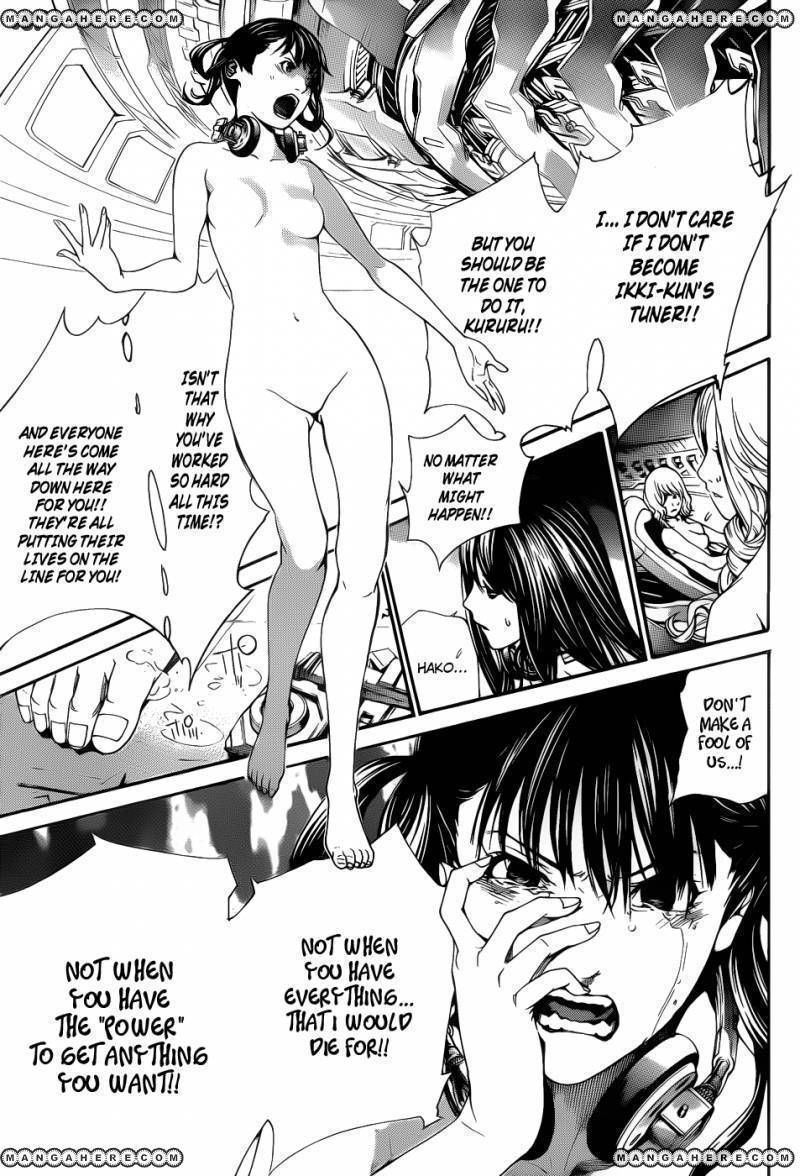 MANGAHERE.COM
MANGAHERE.COM
I... I DON'T CARE
IF I DON'T
BECOME
IKKI-KUN'S
TUNER!!
BUT YOU
SHOULD BE
THE ONE TO
DO IT,
KURURU!!
ISN'T
THAT
WHY
YOU'VE
WORKED
SO HARD
ALL THIS
TIME!?
AND EVERYONE
HERE'S COME
ALL THE WAY
DOWN HERE
FOR YOU!!
THEY'RE ALL
PUTTING THEIR
LIVES ON THE
LINE FOR YOU!
NO MATTER
WHAT
MIGHT
HAPPEN!!
HAKO...
DON'T
MAKE A
FOOL OF
US...!
NOT WHEN
YOU HAVE
EVERYTHING...
THAT I WOULD
DIE FOR!!
NOT WHEN
YOU HAVE
THE "POWER"
TO GET ANYTHING
YOU WANT!!
MANGAHERE.COM
MANGAHERE.COM